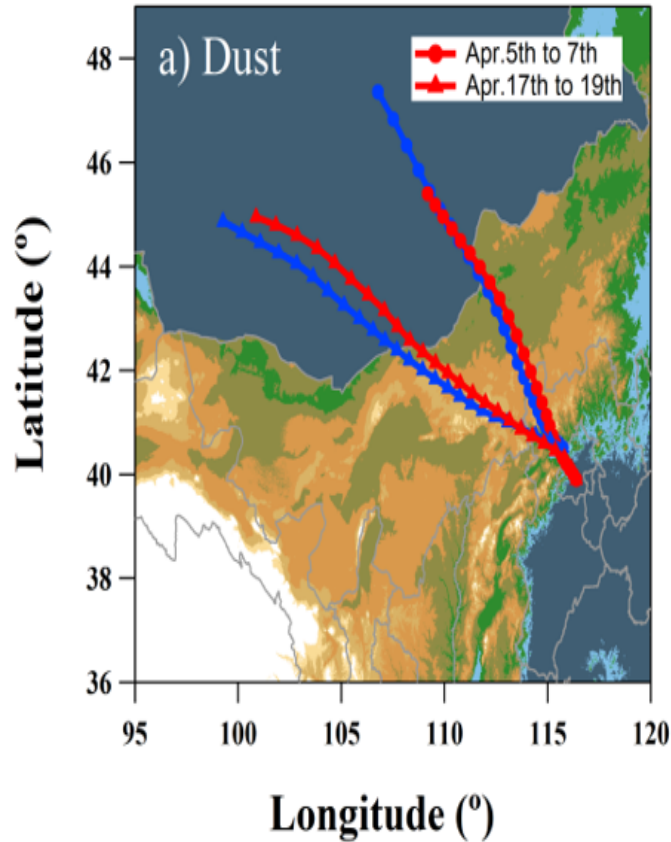 a) Dust
Apr.5th to 7th
Apr.17th to 19th
48
46
44
42
40
38
36
Latitude (º)
95 100 105 110 115 120
Longitude (º)